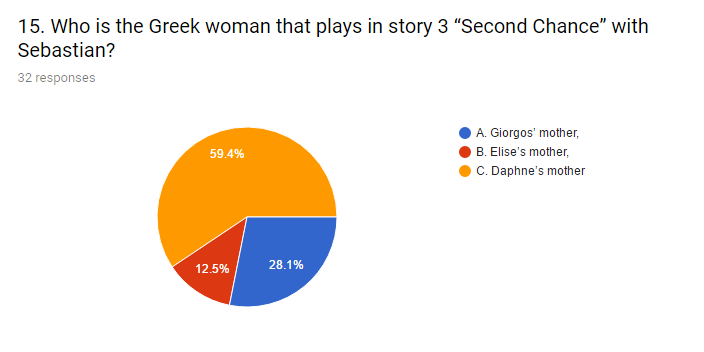 15. Who is the Greek woman that plays in story 3 “Second Chance” with
Sebastian?
32 responses
59.4%
12.5%
28.1%
A. Giorgos’ mother,
B. Elise’s mother,
C. Daphne’s mother